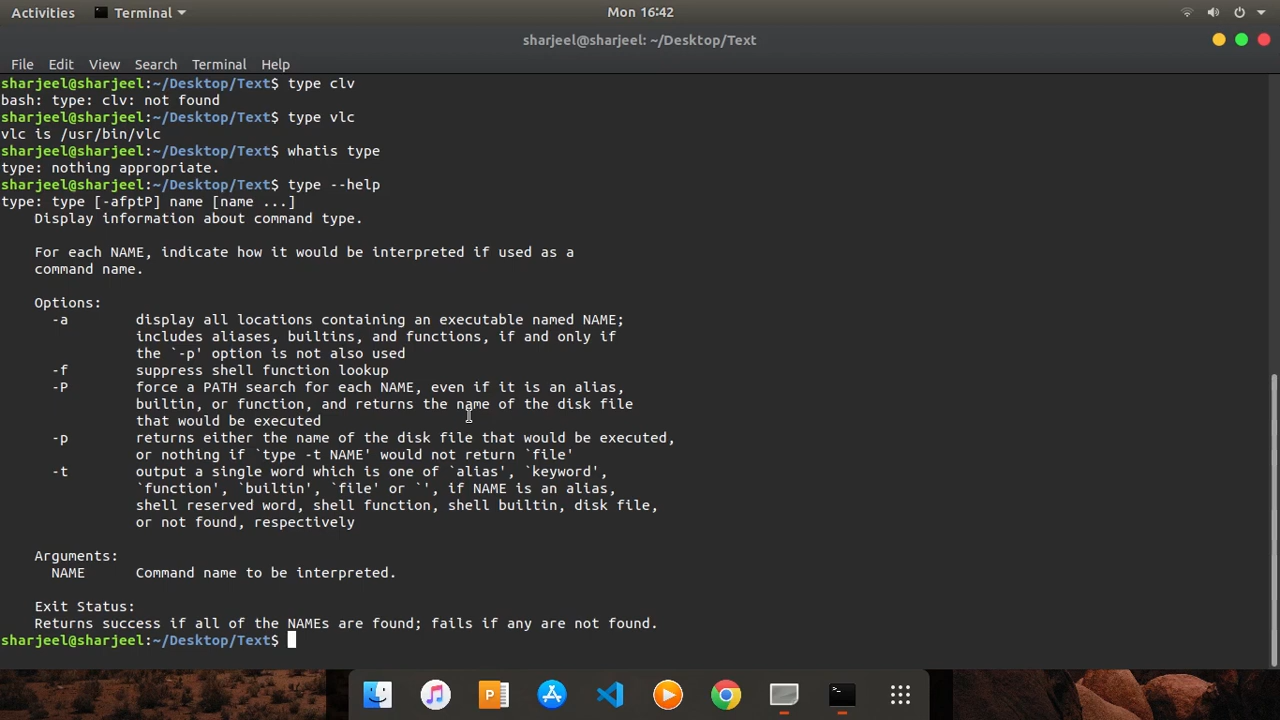 Activities Terminal Mon 16:42
sharjeel@sharjeel: ~/Desktop/Text
File Edit View Search Terminal Help
sharjeel@sharjeel:~/Desktop/Text$ type clv
bash: type: clv: not found
sharjeel@sharjeel:~/Desktop/Text$ type vlc
vlc is /usr/bin/vlc
sharjeel@sharjeel:~/Desktop/Text$ whatis type
type: nothing appropriate.
sharjeel@sharjeel:~/Desktop/Text$ type --help
type: type [-afptP] name [name ...]
    Display information about command type.

    For each NAME, indicate how it would be interpreted if used as a
    command name.

    Options:
      -a        display all locations containing an executable named NAME;
                includes aliases, builtins, and functions, if and only if
                the `-p' option is not also used
      -f        suppress shell function lookup
      -P        force a PATH search for each NAME, even if it is an alias,
                builtin, or function, and returns the name of the disk file
                that would be executed
      -p        returns either the name of the disk file that would be executed,
                or nothing if `type -t NAME' would not return `file'
      -t        output a single word which is one of `alias', `keyword',
                `function', `builtin', `file' or `', if NAME is an alias,
                shell reserved word, shell function, shell builtin, disk file,
                or not found, respectively

    Arguments:
      NAME      Command name to be interpreted.

    Exit Status:
    Returns success if all of the NAMEs are found; fails if any are not found.
sharjeel@sharjeel:~/Desktop/Text$
P
>_